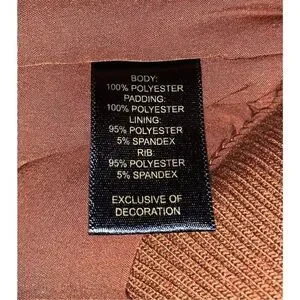 BODY:
100% POLYESTER
PADDING:
100% POLYESTER
LINING:
95% POLYESTER
5% SPANDEX
RIB:
95% POLYESTER
5% SPANDEX
EXCLUSIVE OF
DECORATION